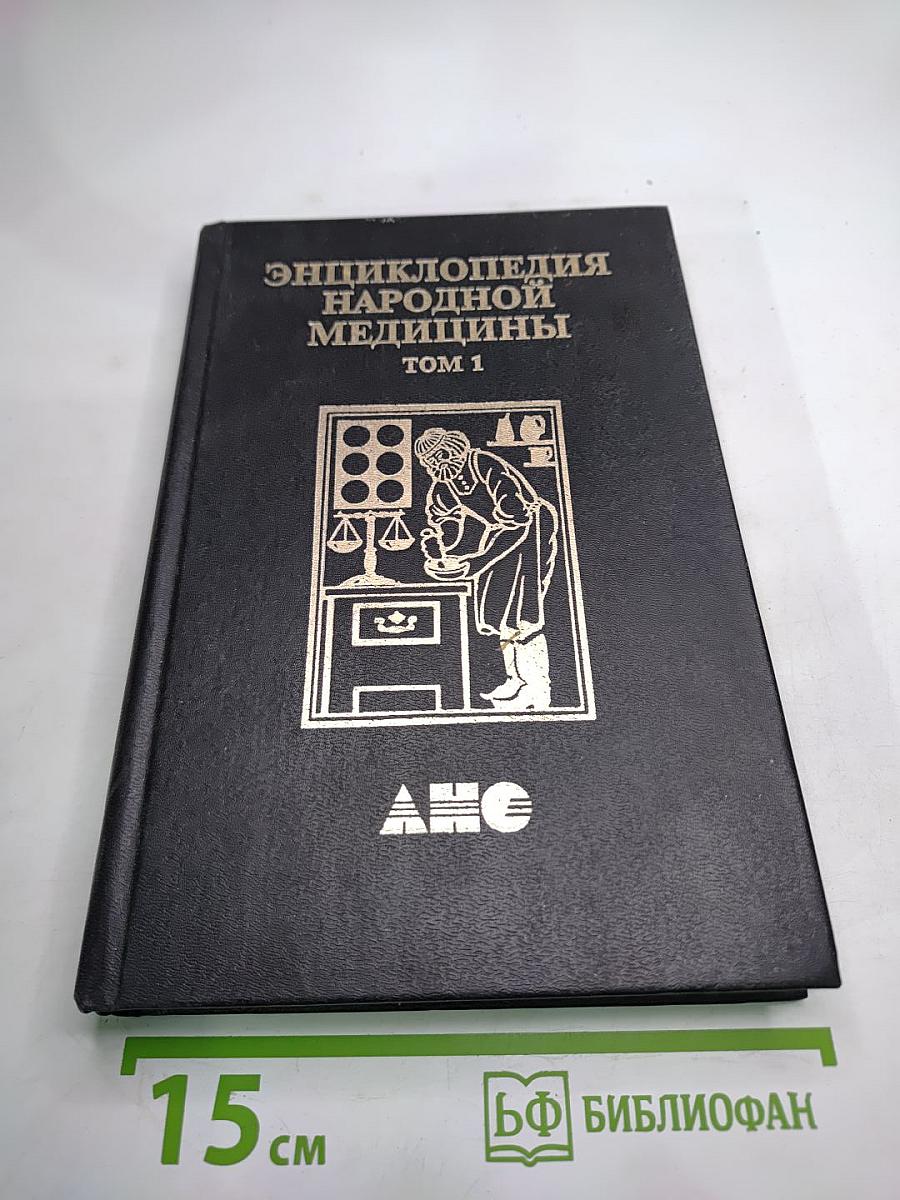 ЭНЦИКЛОПЕДИЯ
НАРОДНОЙ
МЕДИЦИНЫ
ТОМ 1
АНС
15 см
БФ БИБЛИОФАН